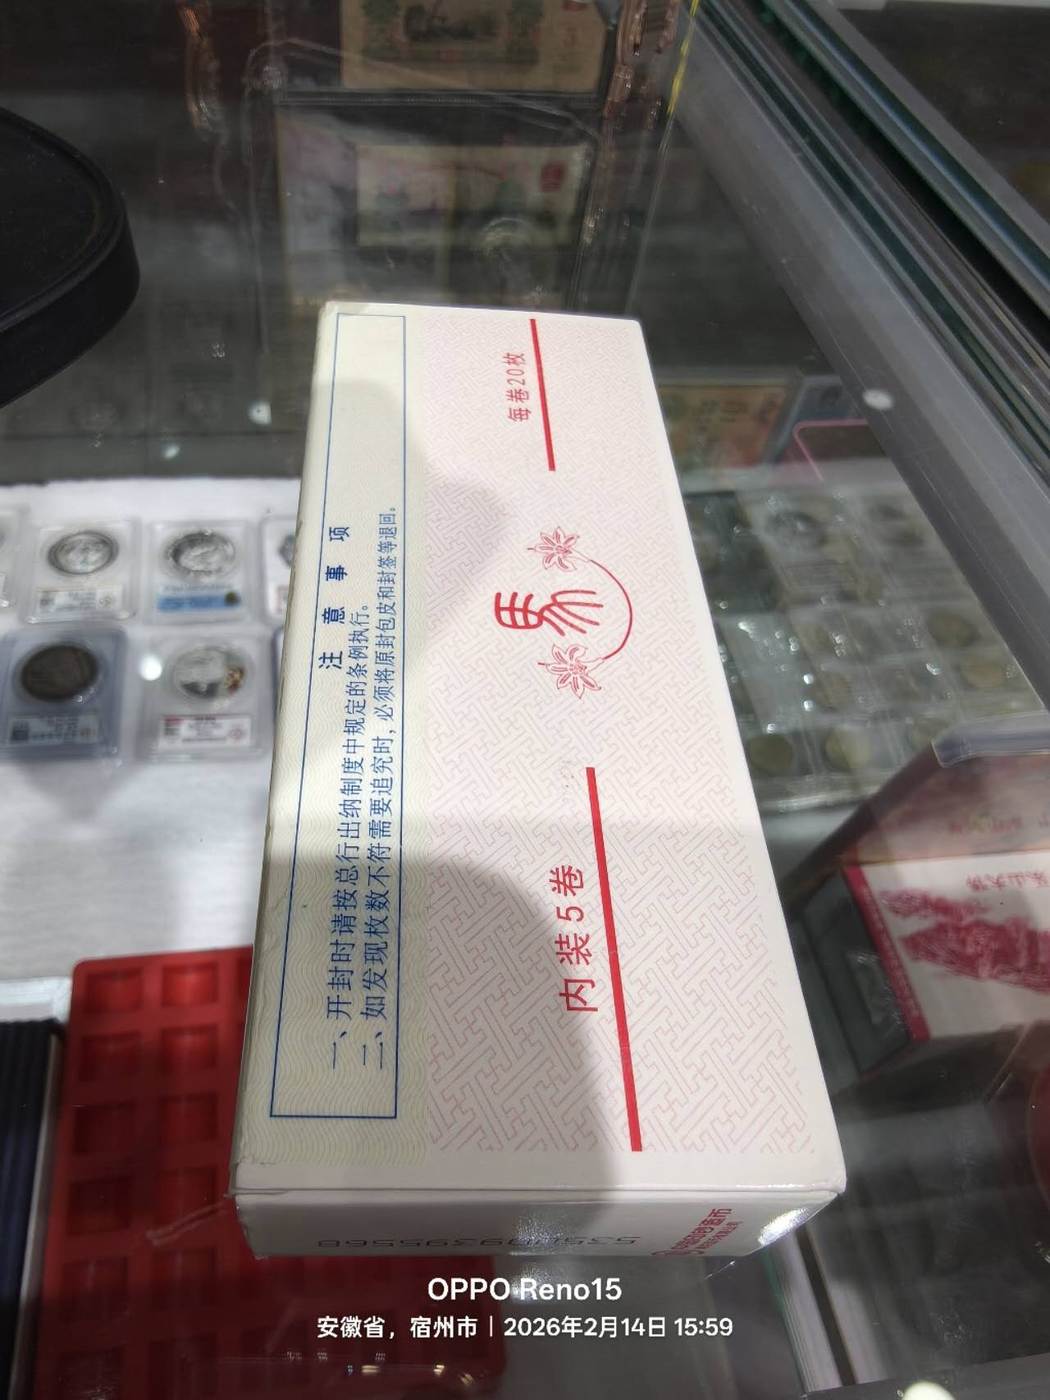 注意事项
一、开封时请按总行出纳制度中规定的条例执行。
二、如发现枚数不符需要追究时，必须将原封包皮和封签等退回。
每卷20枚
马
内装5卷
OPPO Reno15
安徽省，宿州市｜2026年2月14日 15:59